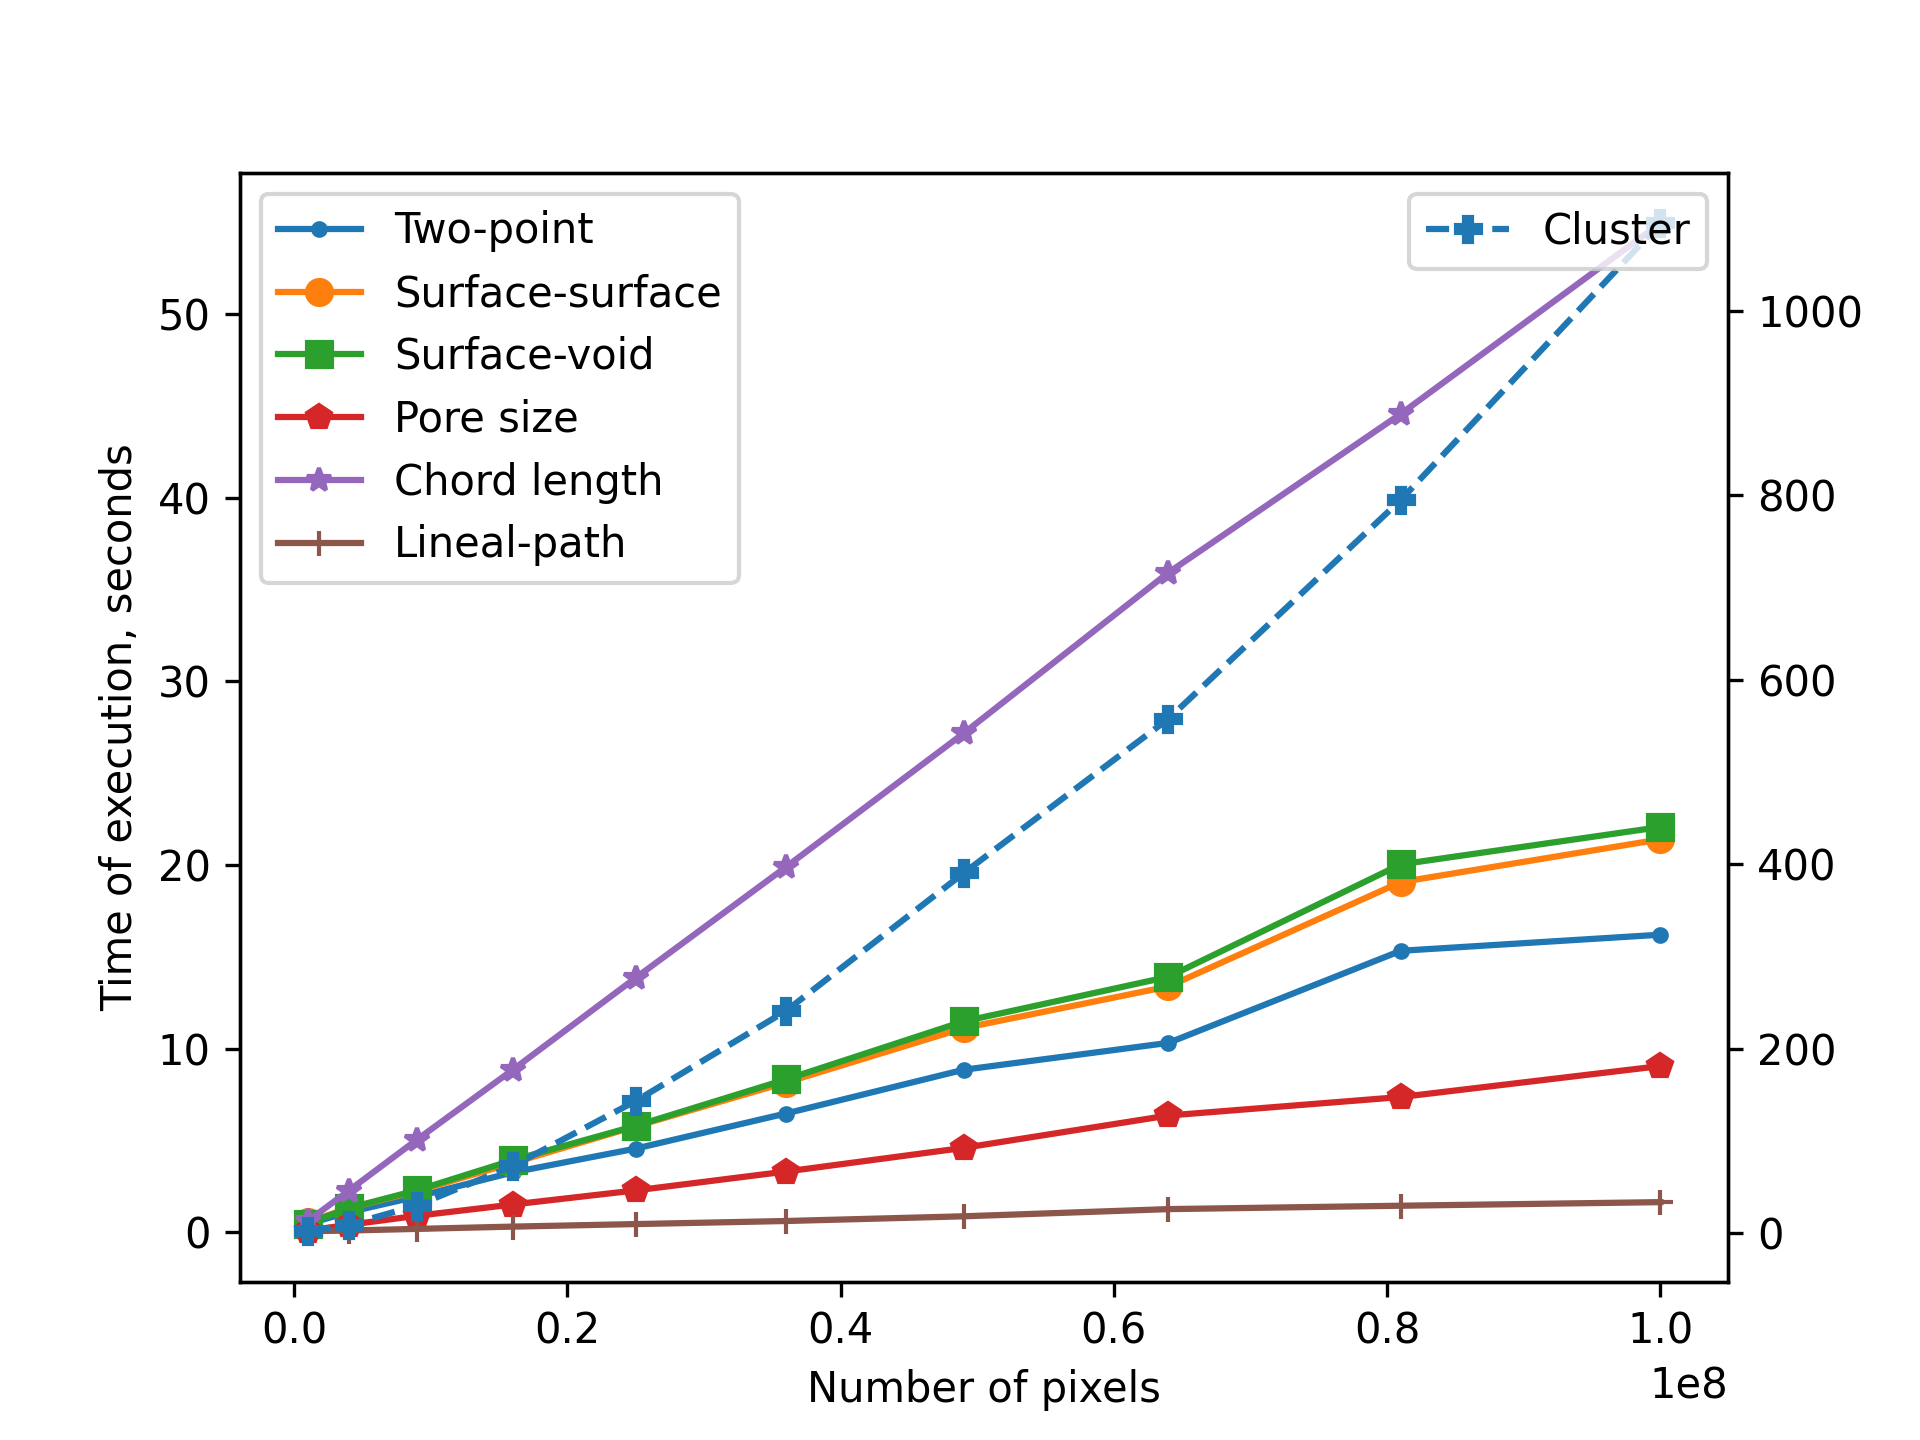 Two-point
Surface-surface
Surface-void
Pore size
Chord length
Lineal-path
Cluster
50
40
30
20
10
0
Time of execution, seconds
1000
800
600
400
200
0
0.0 0.2 0.4 0.6 0.8 1.0
1e8
Number of pixels